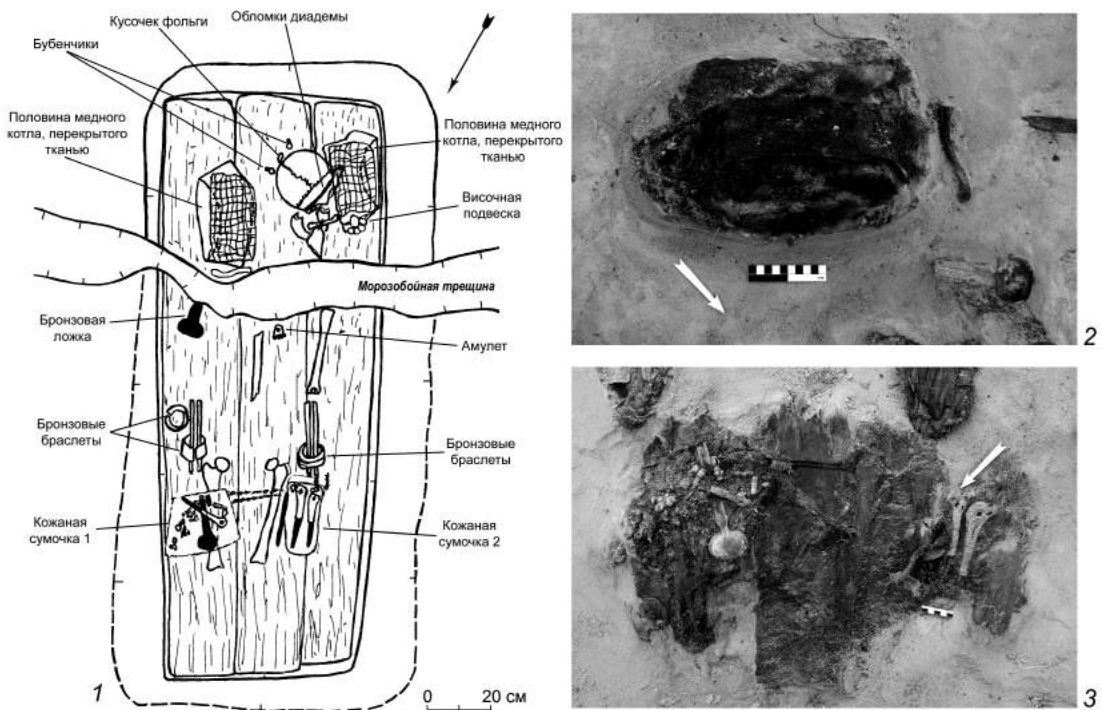 Обломки диадемы
Кусочек фольги
Бубенчики
Половина медного
котла, перекрытого
тканью
Половина медного
котла, перекрытого
тканью
Височная
подвеска
Морозобойная трещина
Бронзовая
ложка
Амулет
Бронзовые
браслеты
Бронзовые
браслеты
Кожаная
сумочка 1
Кожаная
сумочка 2
1
0 20 см
2
3